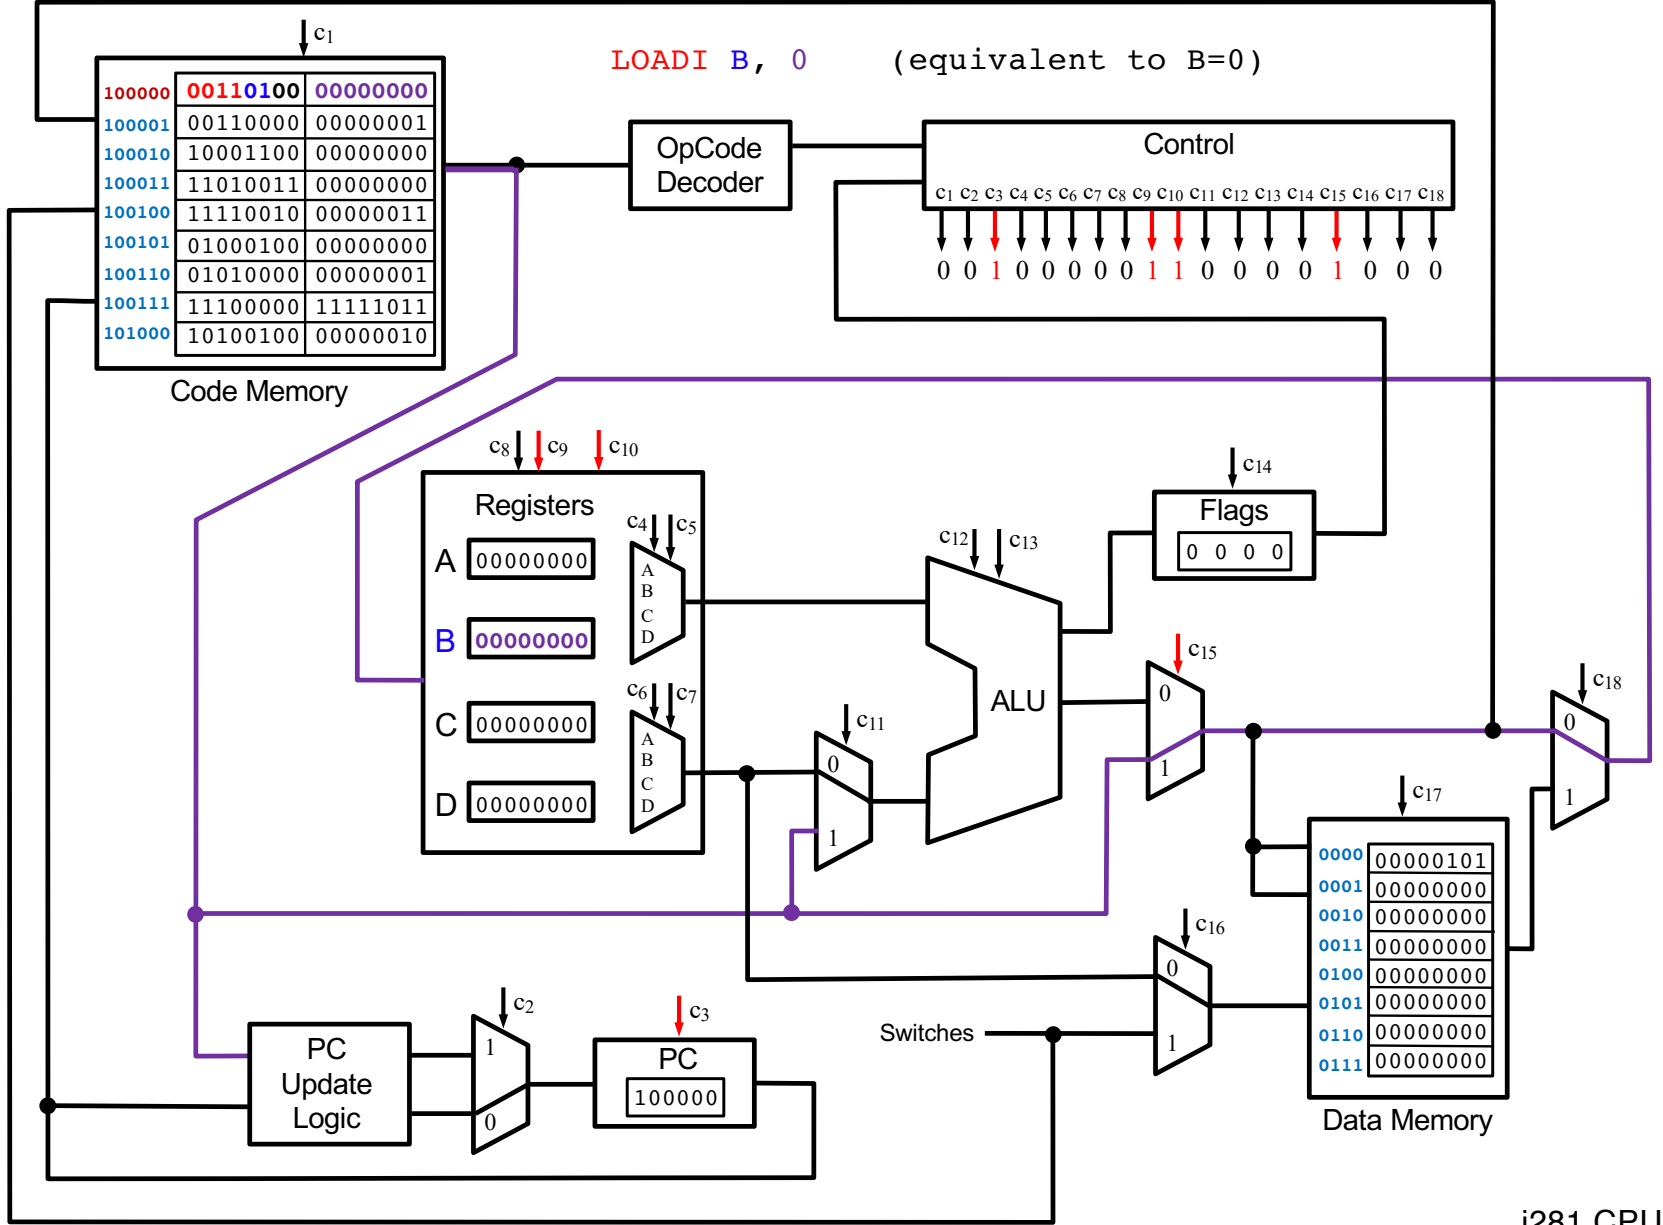 c1
LOADI B, 0 (equivalent to B=0)
100000 00110100 00000000
100001 00110000 00000001
100010 10001100 00000000
100011 11010011 00000000
100100 11110010 00000011
100101 01000100 00000000
100110 01010000 00000001
100111 11100000 11111011
101000 10100100 00000010
Code Memory
OpCode
Decoder
Control
c1 c2 c3 c4 c5 c6 c7 c8 c9 c10 c11 c12 c13 c14 c15 c16 c17 c18
0 0 1 0 0 0 0 0 1 1 0 0 0 0 1 0 0 0
c8 c9 c10
Registers
A 00000000
B 00000000
C 00000000
D 00000000
c4 c5
A
B
C
D
c6 c7
A
B
C
D
c11
0
1
c12 c13
ALU
c14
Flags
0 0 0 0
c15
0
1
c18
0
1
c17
0000 00000101
0001 00000000
0010 00000000
0011 00000000
0100 00000000
0101 00000000
0110 00000000
0111 00000000
Data Memory
c16
0
1
Switches
PC
Update
Logic
c2
1
0
c3
PC
100000
i281 CPU